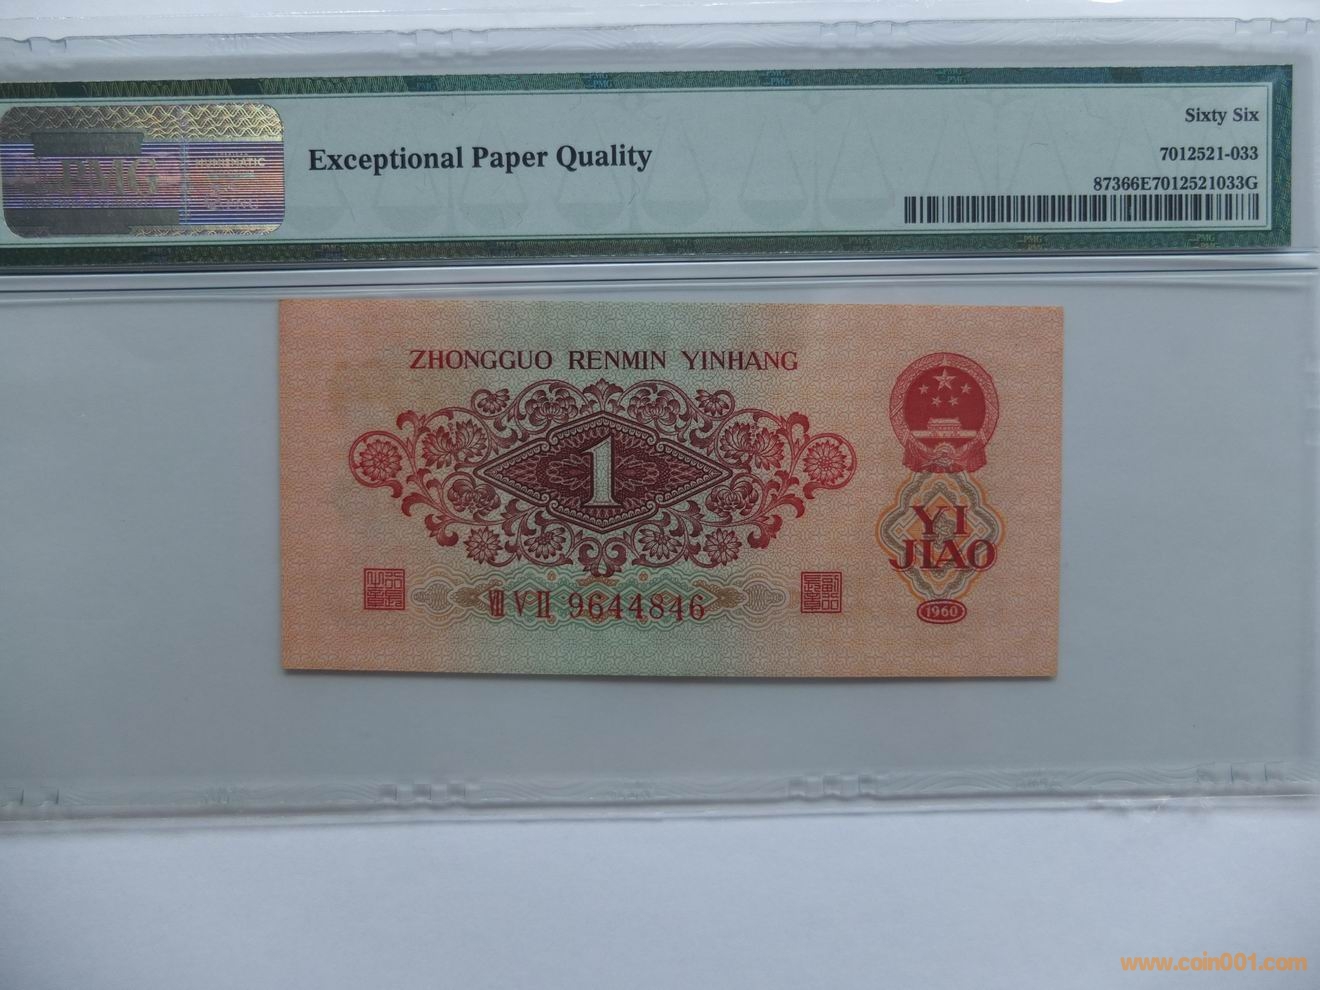 Sixty Six
Exceptional Paper Quality
7012521-033
87366E7012521033G
ZHONGGUO RENMIN YINHANG
1
YI
JIAO
VIII V II 9644846
1960
www.coin001.com